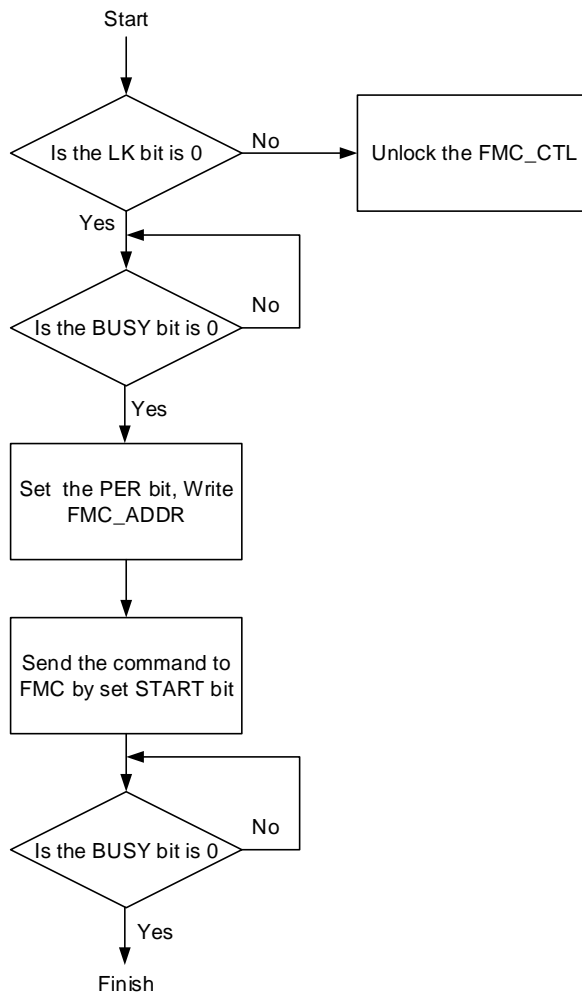 Start
Is the LK bit is 0
No
Unlock the FMC_CTL
Yes
Is the BUSY bit is 0
No
Yes
Set  the PER bit, Write
FMC_ADDR
Send the command to
FMC by set START bit
Is the BUSY bit is 0
No
Yes
Finish